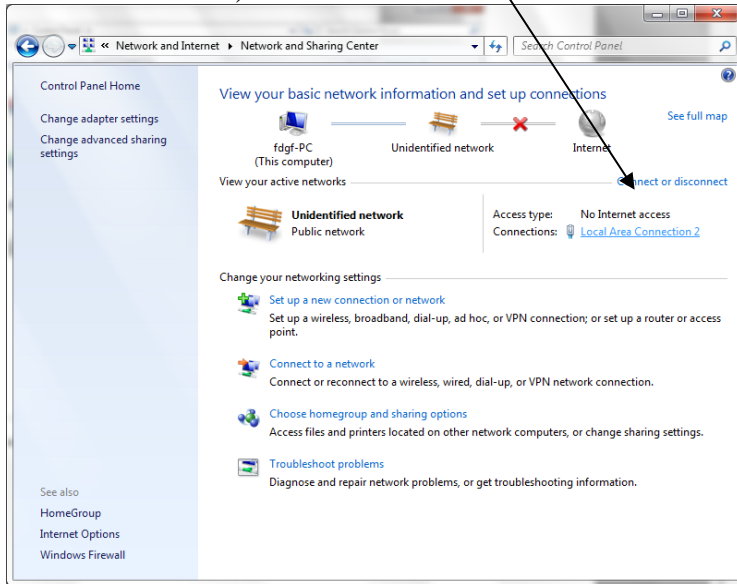 « Network and Internet ▸ Network and Sharing Center
Search Control Panel
Control Panel Home
Change adapter settings
Change advanced sharing
settings
View your basic network information and set up connections
See full map
fdgf-PC
(This computer)
Unidentified network
Internet
View your active networks
Connect or disconnect
Unidentified network
Public network
Access type: No Internet access
Connections: Local Area Connection 2
Change your networking settings
Set up a new connection or network
Set up a wireless, broadband, dial-up, ad hoc, or VPN connection; or set up a router or access
point.
Connect to a network
Connect or reconnect to a wireless, wired, dial-up, or VPN network connection.
Choose homegroup and sharing options
Access files and printers located on other network computers, or change sharing settings.
Troubleshoot problems
Diagnose and repair network problems, or get troubleshooting information.
See also
HomeGroup
Internet Options
Windows Firewall